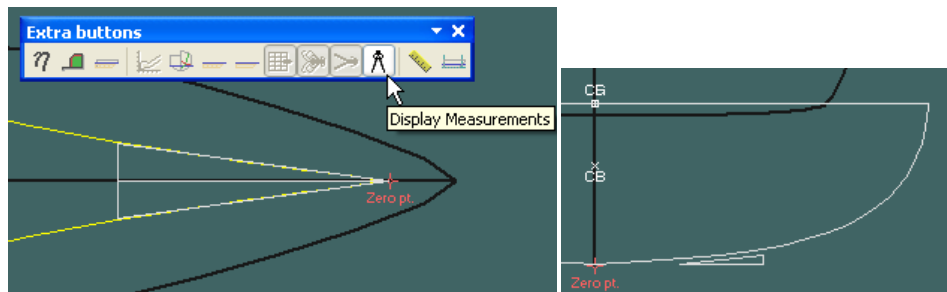 Extra buttons
Display Measurements
Zero pt.
CG
CB
Zero pt.